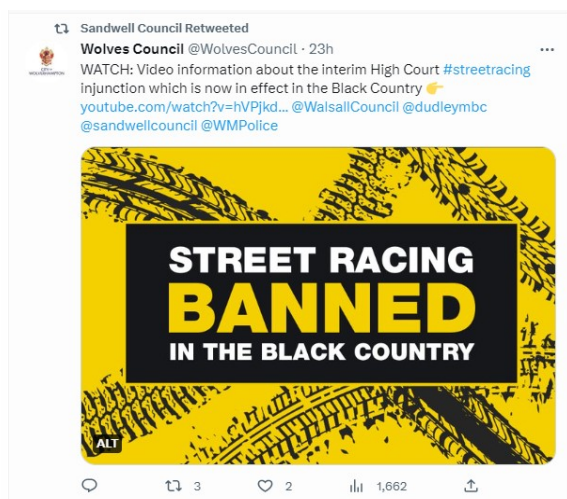 Sandwell Council Retweeted
Wolves Council @WolvesCouncil · 23h
WATCH: Video information about the interim High Court #streetracing
injunction which is now in effect in the Black Country 👉
youtube.com/watch?v=hVPjkd... @WalsallCouncil @dudleymbc
@sandwellcouncil @WMPolice
STREET RACING
BANNED
IN THE BLACK COUNTRY
ALT
3 2 1,662